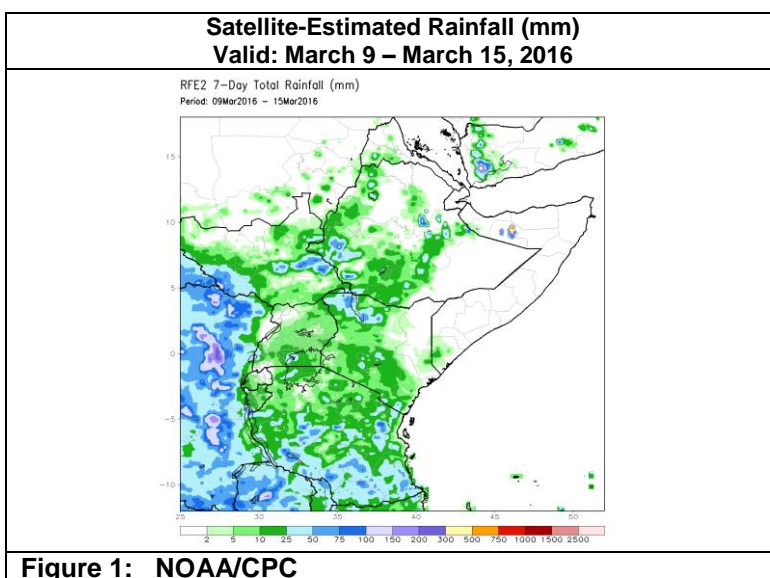 Satellite-Estimated Rainfall (mm)
Valid: March 9 – March 15, 2016
RFE2 7-Day Total Rainfall (mm)
Period: 09Mar2016 – 15Mar2016
15
10
5
0
-5
-10
25 30 35 40 45 50
2 5 10 25 50 75 100 150 200 300 500 750 1000 1500 2500
Figure 1: NOAA/CPC